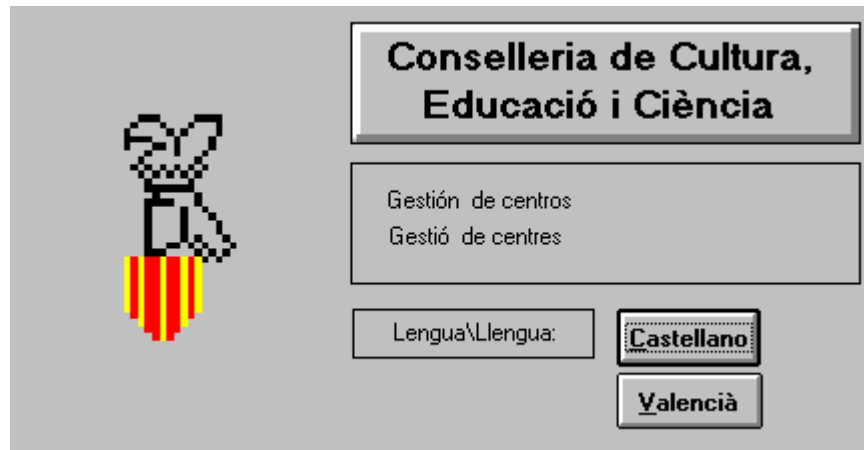 Conselleria de Cultura,
Educació i Ciència
Gestión de centros
Gestió de centres
Lengua\Llengua:
Castellano
Valencià